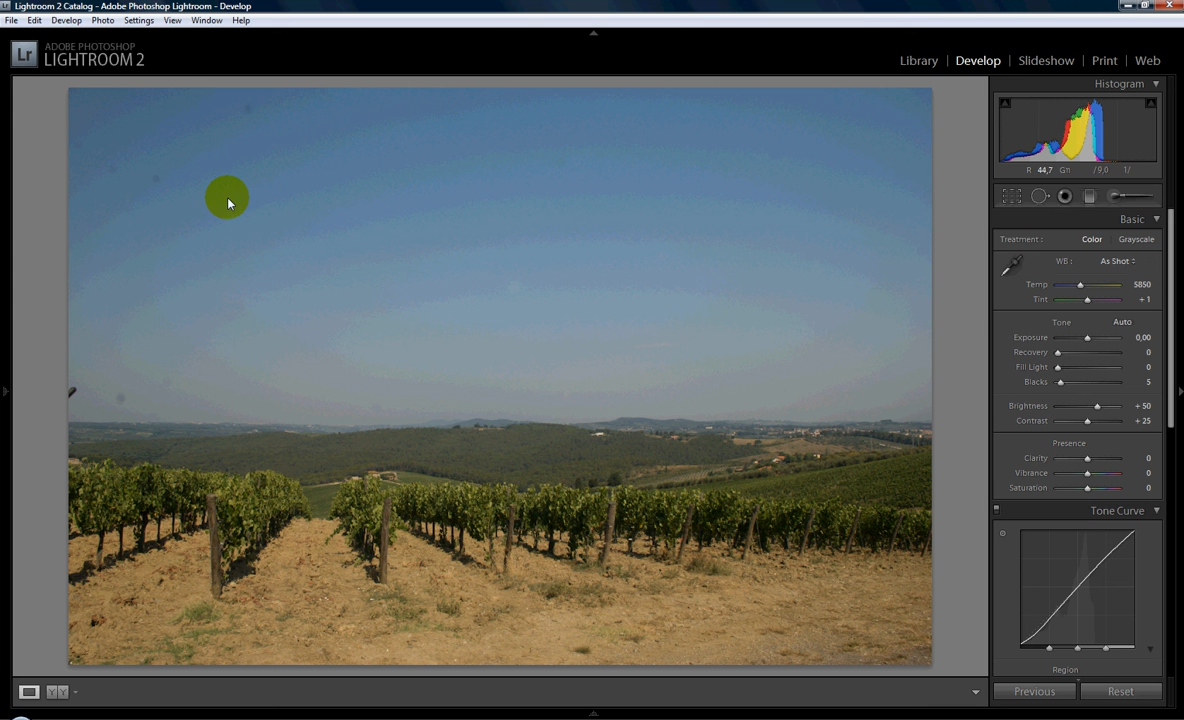 Lightroom 2 Catalog - Adobe Photoshop Lightroom - Develop
File Edit Develop Photo Settings View Window Help
Lr ADOBE PHOTOSHOP
LIGHTROOM 2
Library | Develop | Slideshow | Print | Web
Histogram
R 44,7
Basic
Treatment : Color Grayscale
WB : As Shot
Temp 5850
Tint + 1
Tone Auto
Exposure 0,00
Recovery 0
Fill Light 0
Blacks 5
Brightness + 50
Contrast + 25
Presence
Clarity 0
Vibrance 0
Saturation 0
Tone Curve
Region
YY
Previous Reset